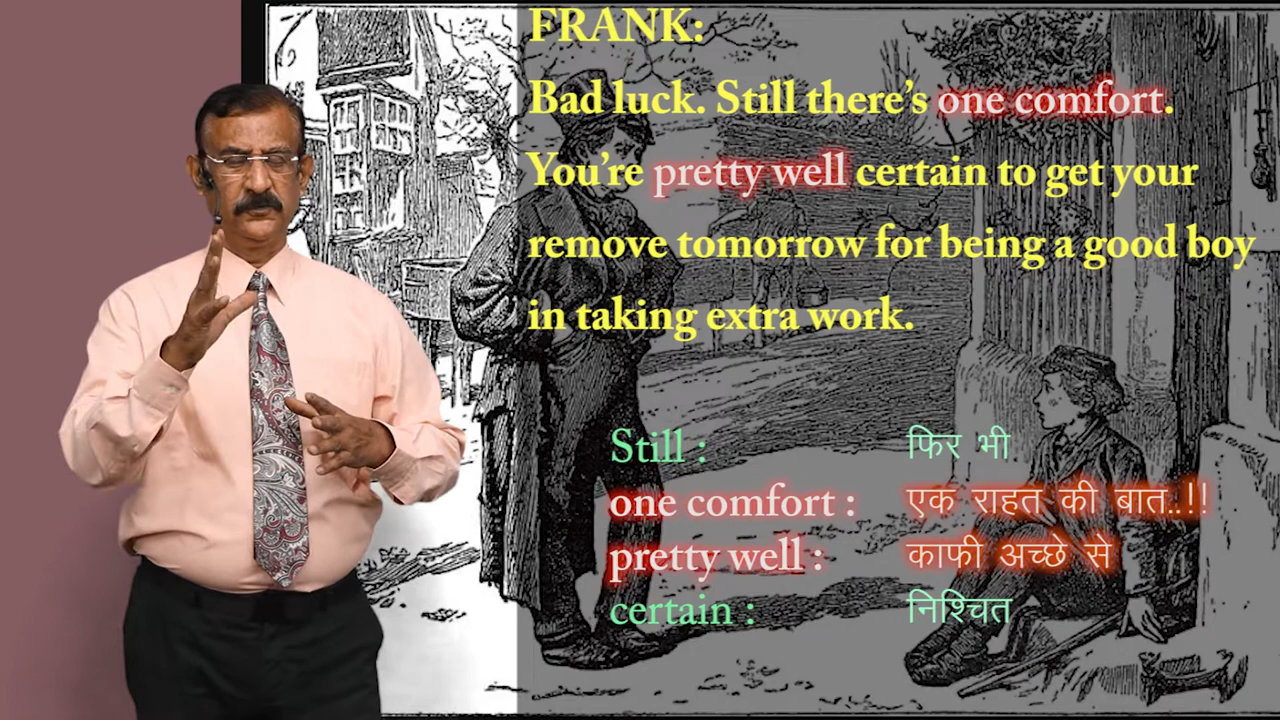 FRANK:
Bad luck. Still there's one comfort.
You're pretty well certain to get your
remove tomorrow for being a good boy
in taking extra work.
Still : फिर भी
one comfort : एक राहत की बात..!!
pretty well : काफी अच्छे से
certain : निश्चित